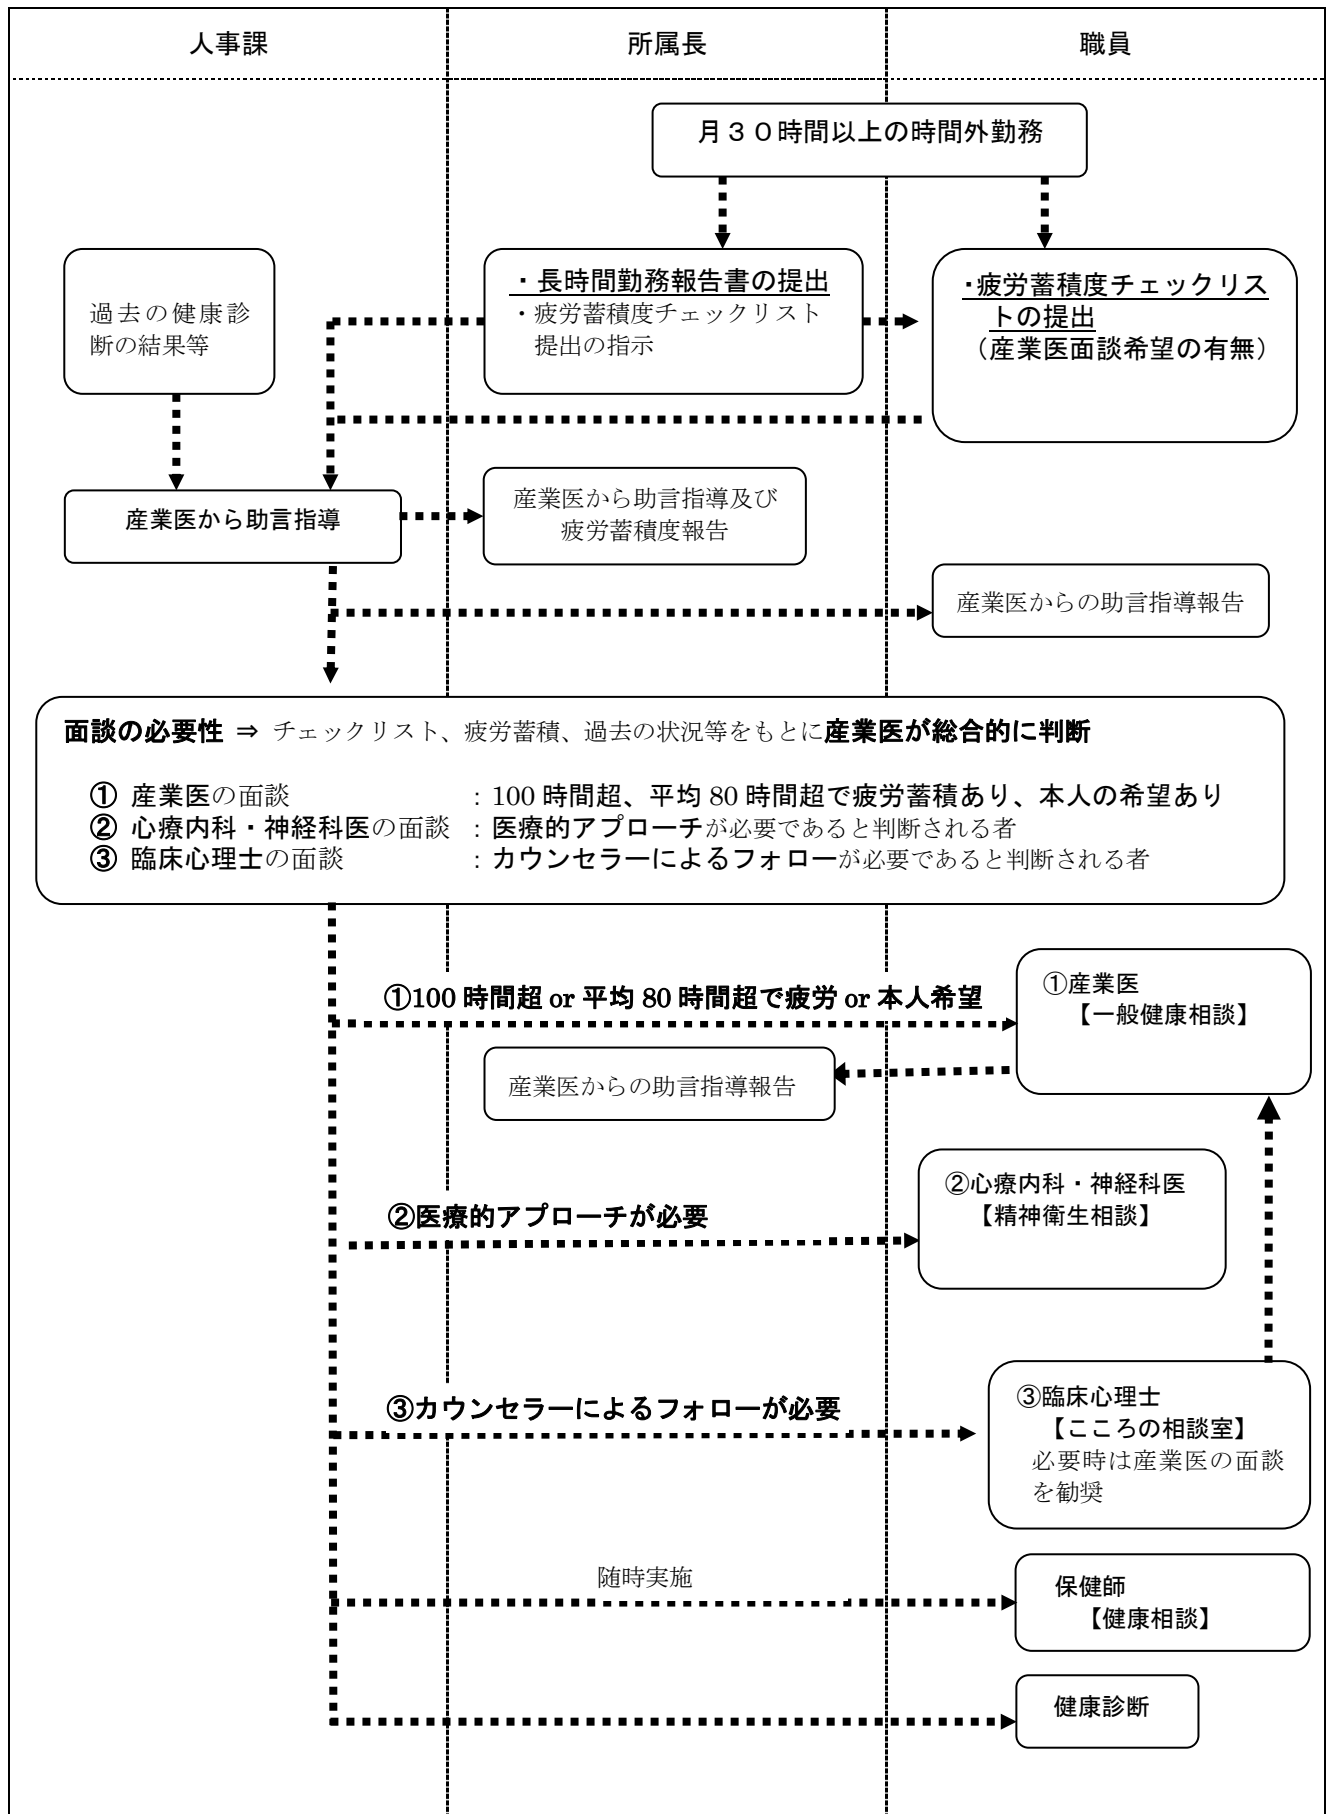 人事課
所属長
職員
月３０時間以上の時間外勤務
過去の健康診
断の結果等
・長時間勤務報告書の提出
・疲労蓄積度チェックリスト
提出の指示
・疲労蓄積度チェックリス
トの提出
（産業医面談希望の有無）
産業医から助言指導
産業医から助言指導及び
疲労蓄積度報告
産業医からの助言指導報告
面談の必要性 ⇒ チェックリスト、疲労蓄積、過去の状況等をもとに産業医が総合的に判断
① 産業医の面談 : 100 時間超、平均 80 時間超で疲労蓄積あり、本人の希望あり
② 心療内科・神経科医の面談 : 医療的アプローチが必要であると判断される者
③ 臨床心理士の面談 : カウンセラーによるフォローが必要であると判断される者
①100 時間超 or 平均 80 時間超で疲労 or 本人希望
①産業医
【一般健康相談】
産業医からの助言指導報告
②医療的アプローチが必要
②心療内科・神経科医
【精神衛生相談】
③カウンセラーによるフォローが必要
③臨床心理士
【こころの相談室】
必要時は産業医の面談
を勧奨
随時実施
保健師
【健康相談】
健康診断